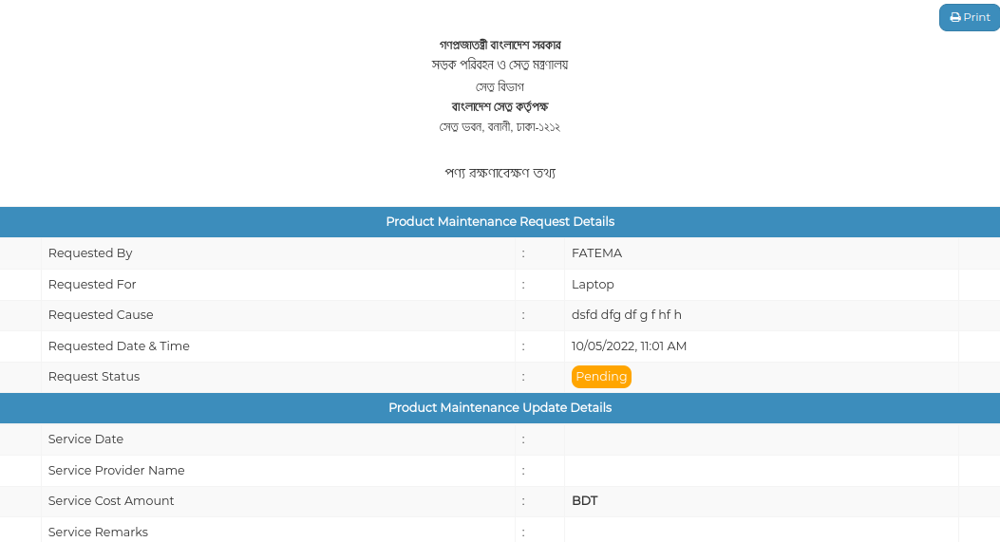 Print
গণপ্রজাতন্ত্রী বাংলাদেশ সরকার
সড়ক পরিবহন ও সেতু মন্ত্রণালয়
সেতু বিভাগ
বাংলাদেশ সেতু কর্তৃপক্ষ
সেতু ভবন, বনানী, ঢাকা-১২১২
পণ্য রক্ষণাবেক্ষণ তথ্য
Product Maintenance Request Details
Requested By : FATEMA
Requested For : Laptop
Requested Cause : dsfd dfg df g f hf h
Requested Date & Time : 10/05/2022, 11:01 AM
Request Status : Pending
Product Maintenance Update Details
Service Date :
Service Provider Name :
Service Cost Amount : BDT
Service Remarks :